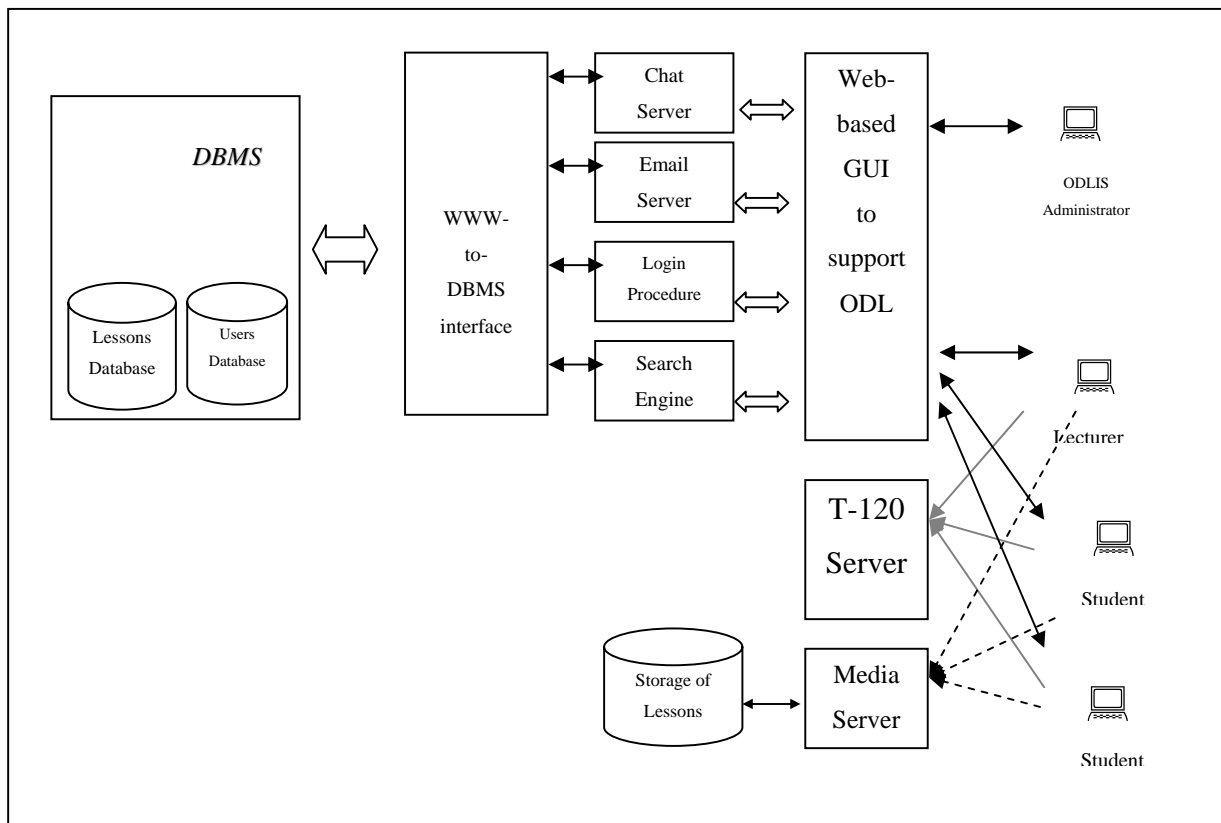 DBMS
Lessons
Database
Users
Database
WWW-
to-
DBMS
interface
Chat
Server
Email
Server
Login
Procedure
Search
Engine
Web-
based
GUI
to
support
ODL
T-120
Server
Storage of
Lessons
Media
Server
ODLIS
Administrator
Lecturer
Student
Student